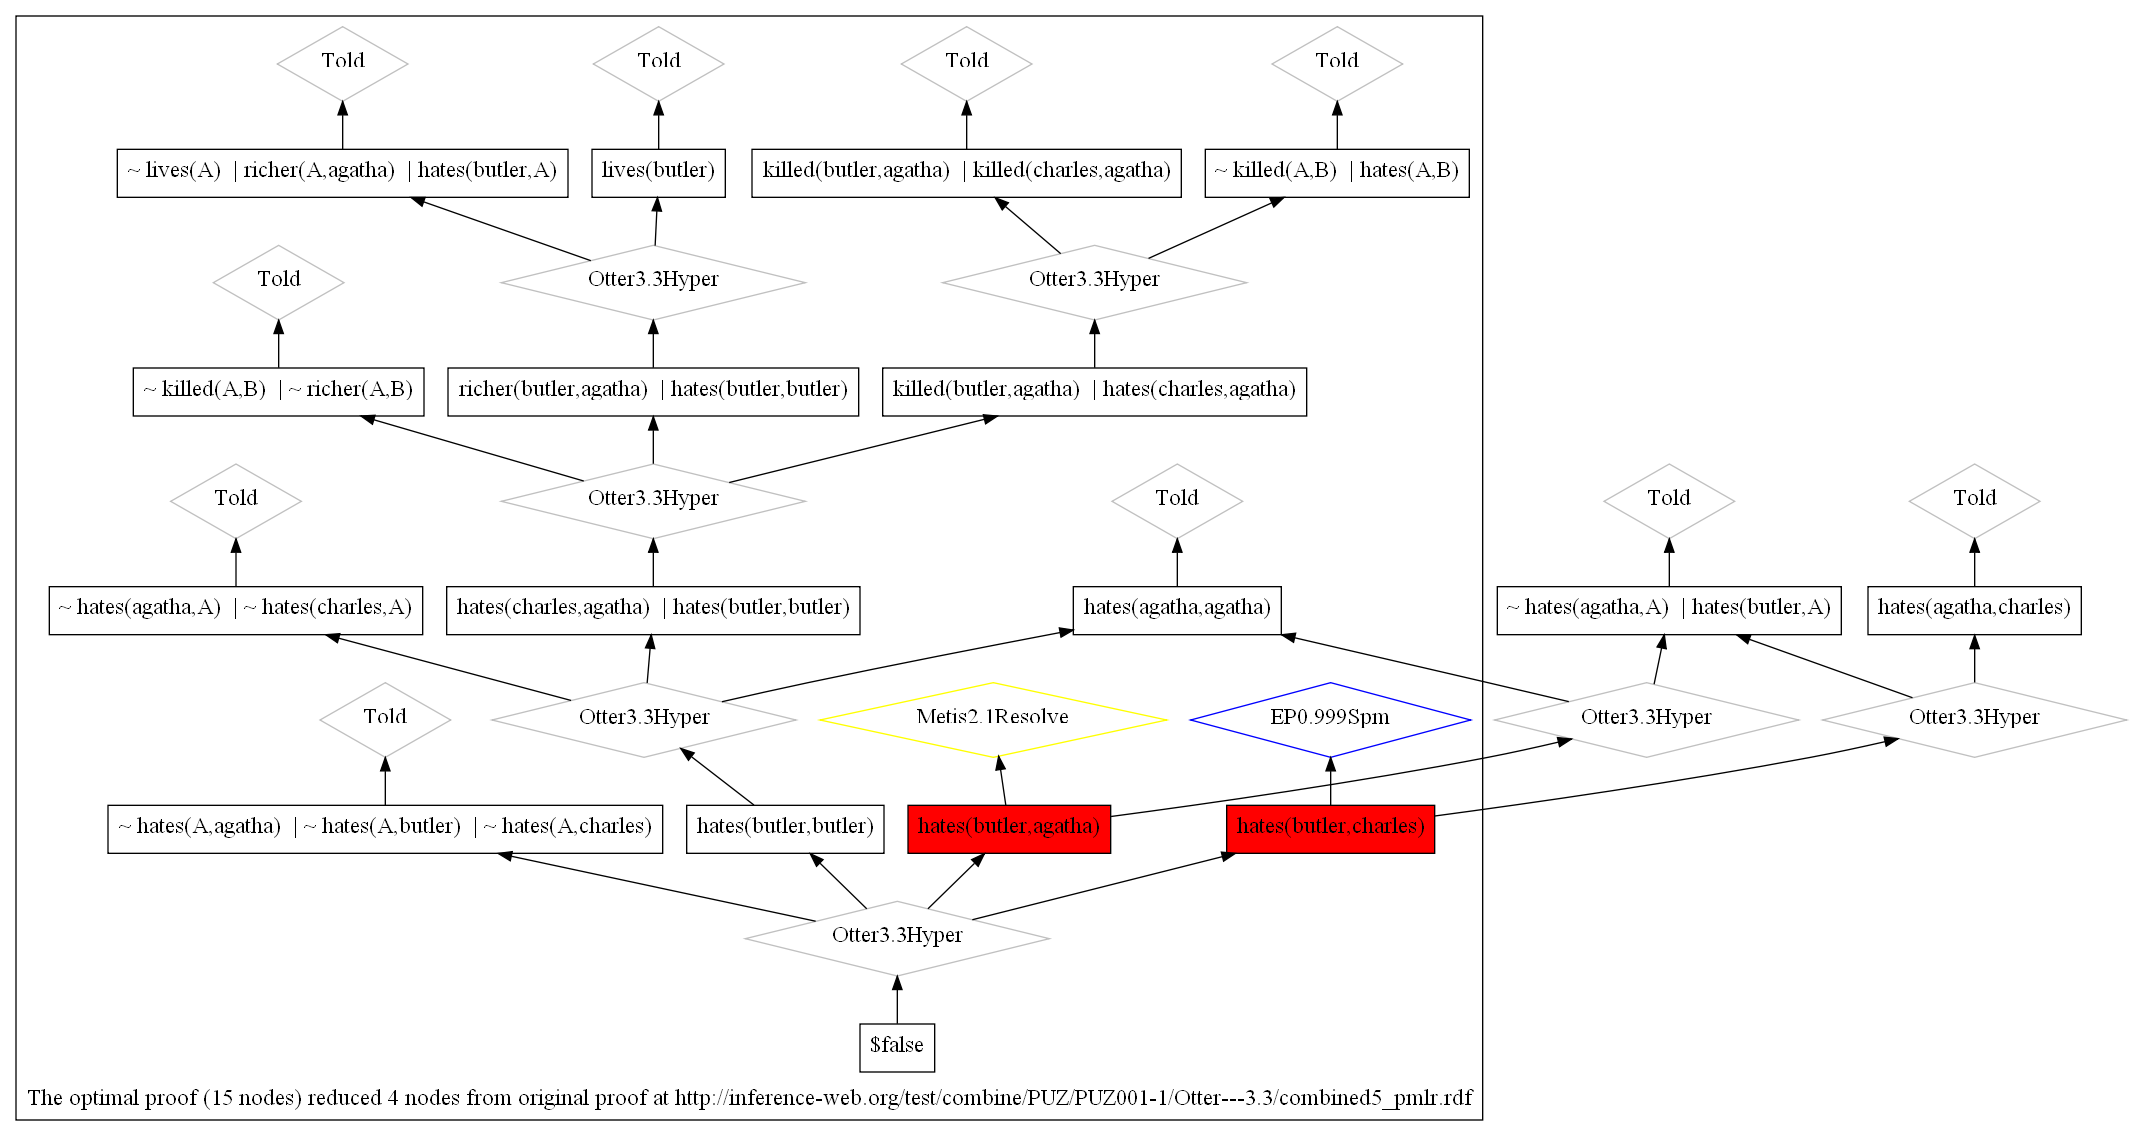 Told
Told
Told
Told
~ lives(A) | richer(A,agatha) | hates(butler,A)
lives(butler)
killed(butler,agatha) | killed(charles,agatha)
~ killed(A,B) | hates(A,B)
Told
Otter3.3Hyper
Otter3.3Hyper
~ killed(A,B) | ~ richer(A,B)
richer(butler,agatha) | hates(butler,butler)
killed(butler,agatha) | hates(charles,agatha)
Told
Otter3.3Hyper
Told
Told
Told
~ hates(agatha,A) | ~ hates(charles,A)
hates(charles,agatha) | hates(butler,butler)
hates(agatha,agatha)
~ hates(agatha,A) | hates(butler,A)
hates(agatha,charles)
Told
Otter3.3Hyper
Metis2.1Resolve
EP0.999Spm
Otter3.3Hyper
Otter3.3Hyper
~ hates(A,agatha) | ~ hates(A,butler) | ~ hates(A,charles)
hates(butler,butler)
hates(butler,agatha)
hates(butler,charles)
Otter3.3Hyper
$false
The optimal proof (15 nodes) reduced 4 nodes from original proof at http://inference-web.org/test/combine/PUZ/PUZ001-1/Otter---3.3/combined5_pmlr.rdf